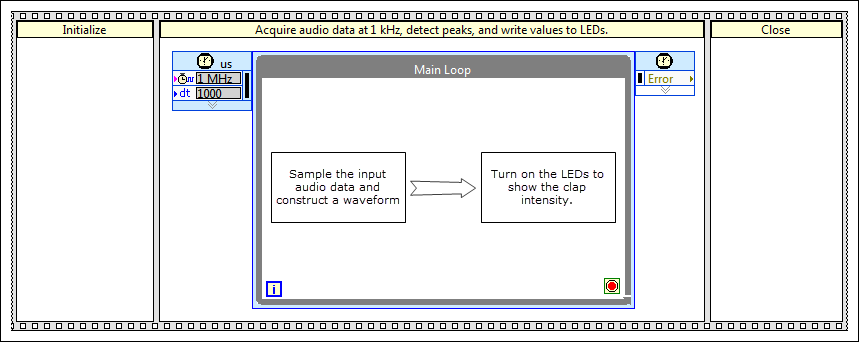 Initialize
Acquire audio data at 1 kHz, detect peaks, and write values to LEDs.
Close
us
1 MHz
dt 1000
Main Loop
Error
Sample the input
audio data and
construct a waveform
Turn on the LEDs to
show the clap
intensity.
i